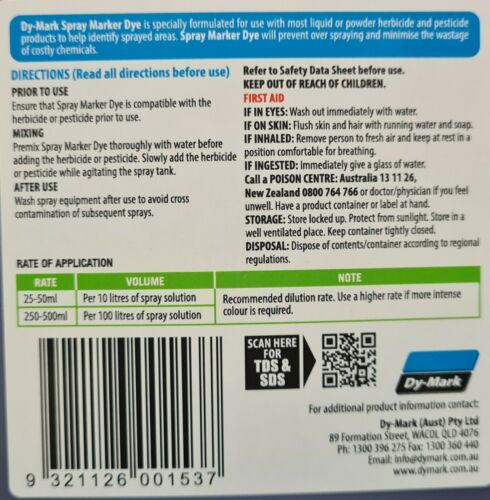 Dy-Mark Spray Marker Dye is specially formulated for use with most liquid or powder herbicide and pesticide
products to help identify sprayed areas. Spray Marker Dye will prevent over spraying and minimise the wastage
of costly chemicals.
DIRECTIONS (Read all directions before use)
PRIOR TO USE
Ensure that Spray Marker Dye is compatible with the
herbicide or pesticide prior to use.
MIXING
Premix Spray Marker Dye thoroughly with water before
adding the herbicide or pesticide. Slowly add the herbicide
or pesticide while agitating the spray tank.
AFTER USE
Wash spray equipment after use to avoid cross
contamination of subsequent sprays.
Refer to Safety Data Sheet before use.
KEEP OUT OF REACH OF CHILDREN.
FIRST AID
IF IN EYES: Wash out immediately with water.
IF ON SKIN: Flush skin and hair with running water and soap.
IF INHALED: Remove person to fresh air and keep at rest in a
position comfortable for breathing.
IF INGESTED: Immediately give a glass of water.
Call a POISON CENTRE: Australia 13 11 26,
New Zealand 0800 764 766 or doctor/physician if you feel
unwell. Have a product container or label at hand.
STORAGE: Store locked up. Protect from sunlight. Store in a
well ventilated place. Keep container tightly closed.
DISPOSAL: Dispose of contents/container according to regional
regulations.
RATE OF APPLICATION
RATE VOLUME NOTE
25-50ml Per 10 litres of spray solution
250-500ml Per 100 litres of spray solution
Recommended dilution rate. Use a higher rate if more intense
colour is required.
SCAN HERE
FOR
TDS &
SDS
Dy-Mark
For additional product information contact:
Dy-Mark (Aust) Pty Ltd
89 Formation Street, WACOL QLD 4076
Ph: 1300 396 275 Fax: 1300 360 440
Email: info@dymark.com.au
www.dymark.com.au
9 321126 001537